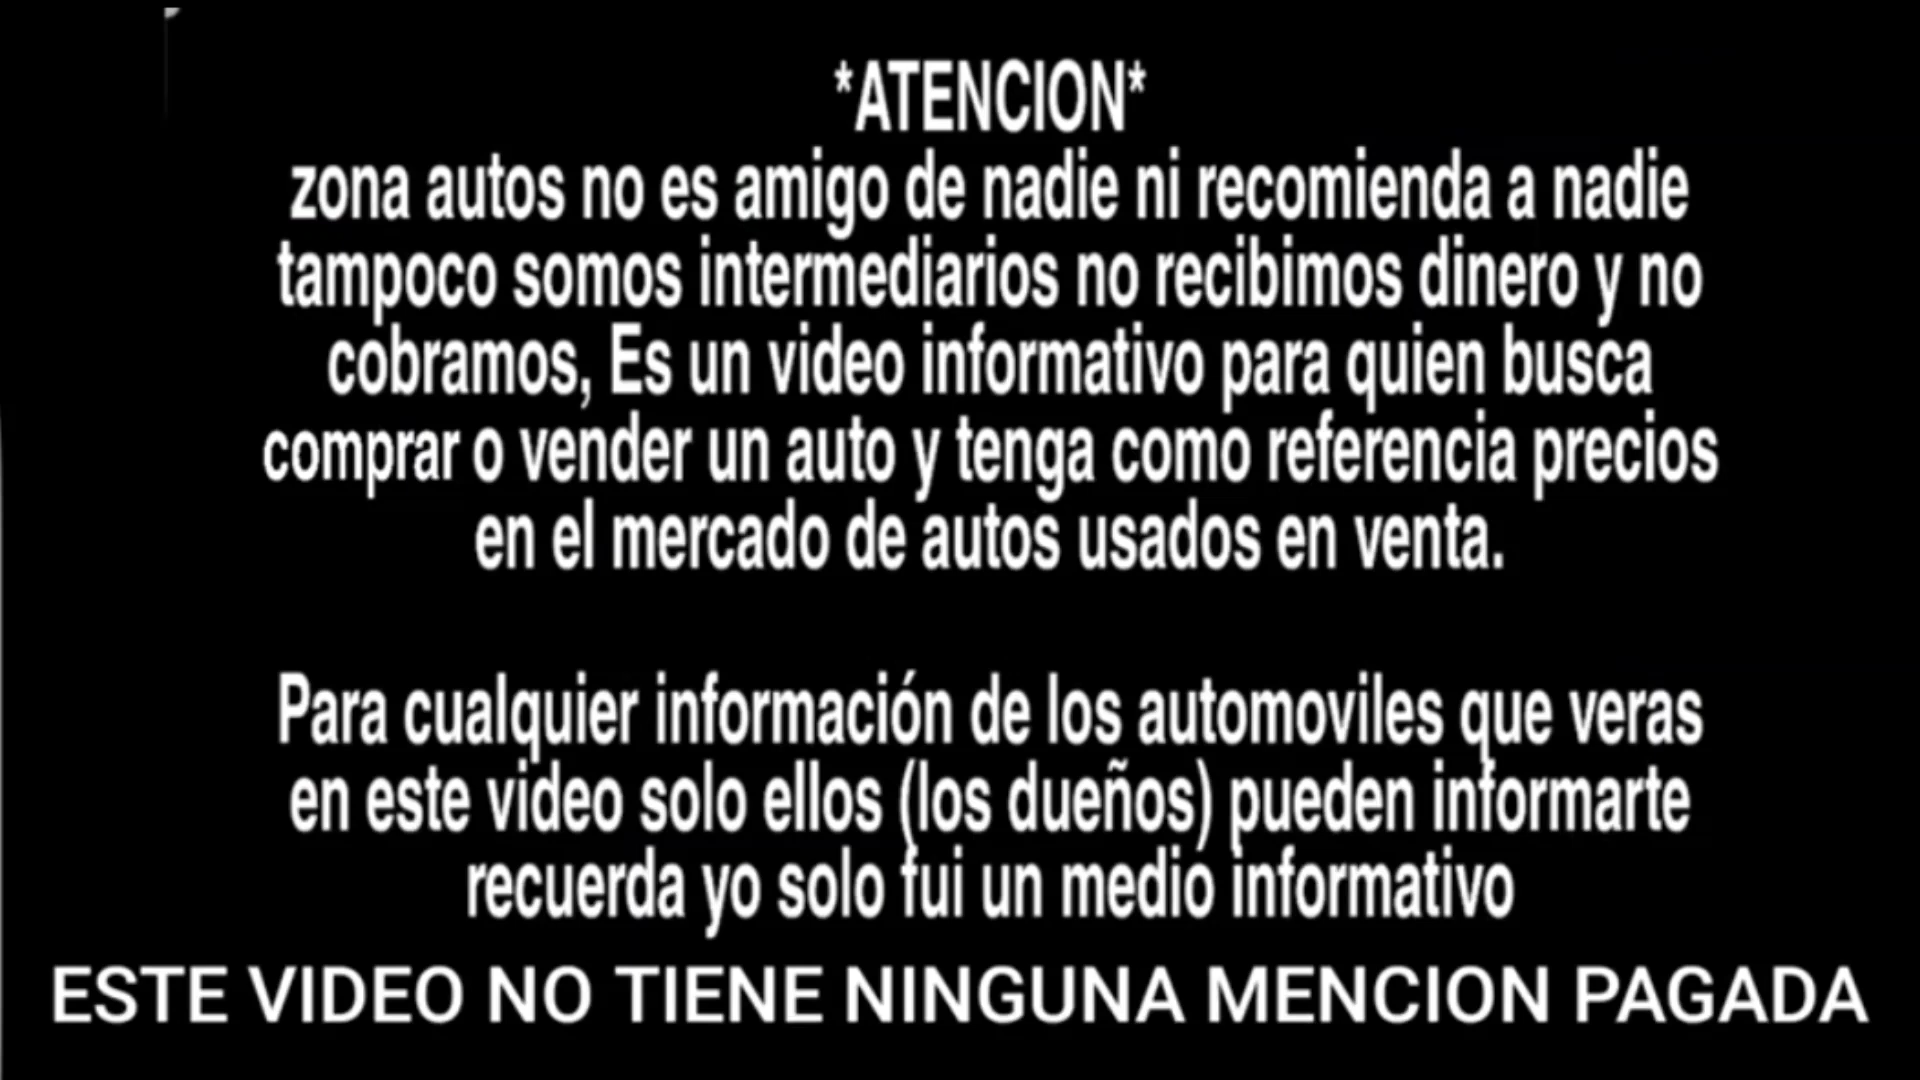 *ATENCION*
zona autos no es amigo de nadie ni recomienda a nadie
tampoco somos intermediarios no recibimos dinero y no
cobramos, Es un video informativo para quien busca
comprar o vender un auto y tenga como referencia precios
en el mercado de autos usados en venta.
Para cualquier información de los automoviles que veras
en este video solo ellos (los dueños) pueden informarte
recuerda yo solo fui un medio informativo
ESTE VIDEO NO TIENE NINGUNA MENCION PAGADA